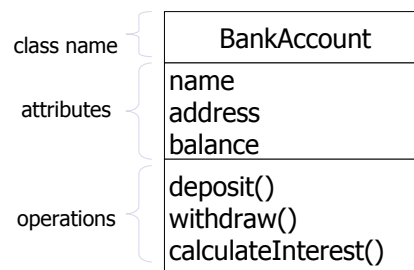 class name
BankAccount
attributes
name
address
balance
operations
deposit()
withdraw()
calculateInterest()